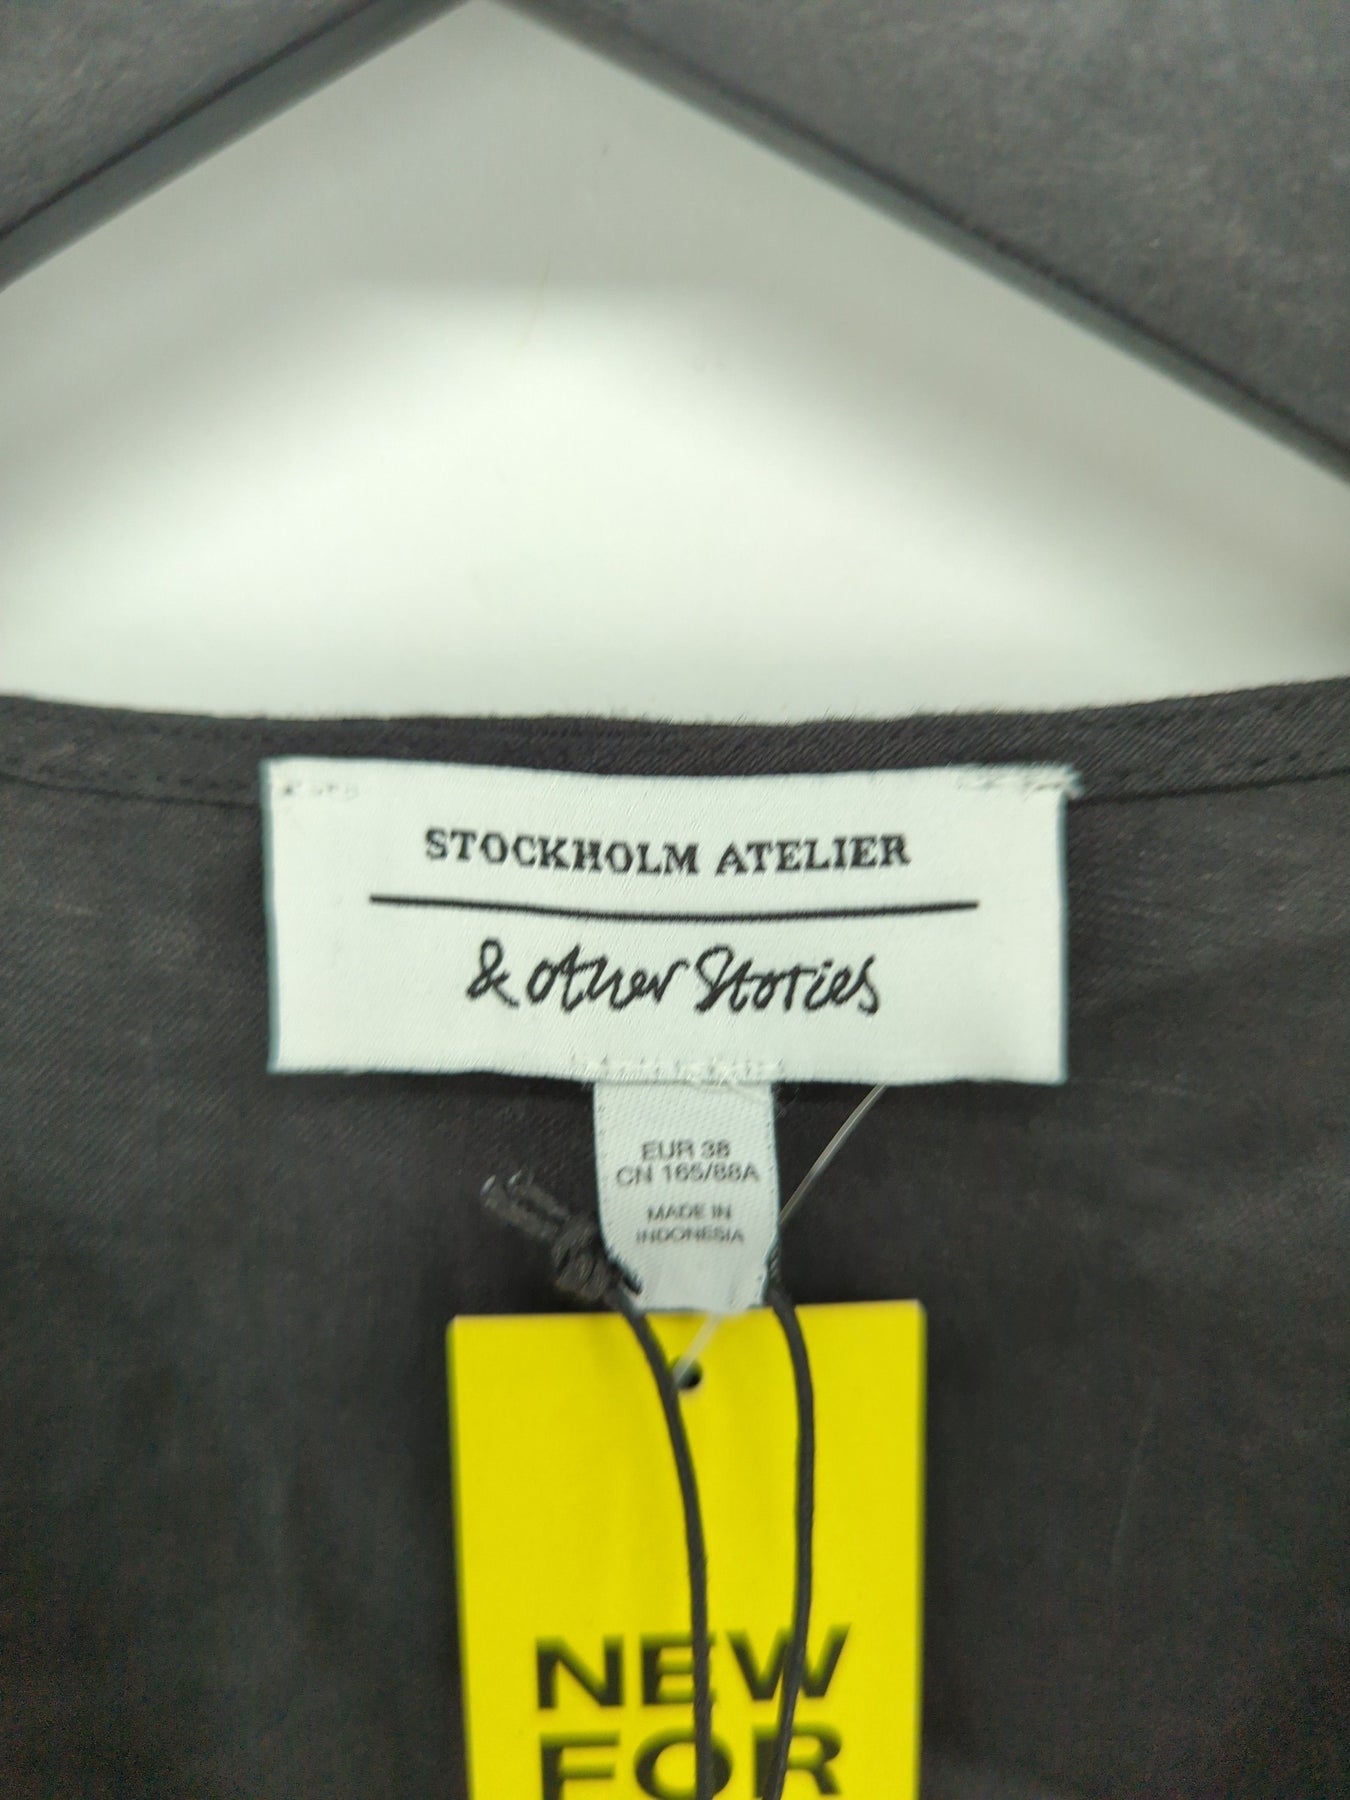 STOCKHOLM ATELIER
& other Stories
EUR 38
CN 165/88A
MADE IN
INDONESIA
NEW
FOR